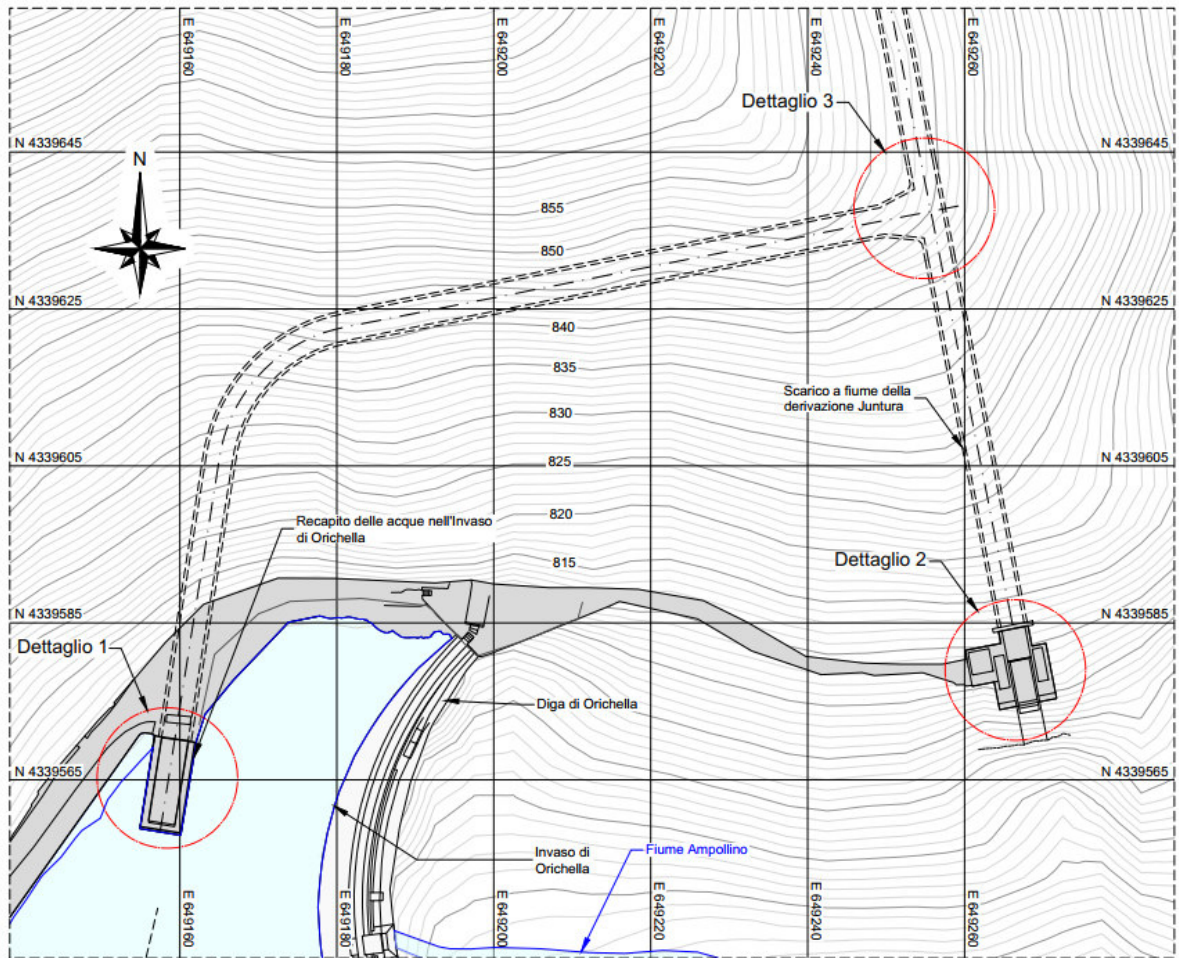 E 649160
E 649180
E 649200
E 649220
E 649240
E 649260
Dettaglio 3
N 4339645
N 4339645
N
855
850
N 4339625
N 4339625
840
835
Scarico a fiume della
derivazione Juntura
830
N 4339605
N 4339605
825
820
Recapito delle acque nell'Invaso
di Orichella
815
Dettaglio 2
N 4339585
N 4339585
Dettaglio 1
Diga di Orichella
N 4339565
N 4339565
Invaso di
Orichella
Fiume Ampollino
E 649160
E 649180
E 649200
E 649220
E 649240
E 649260